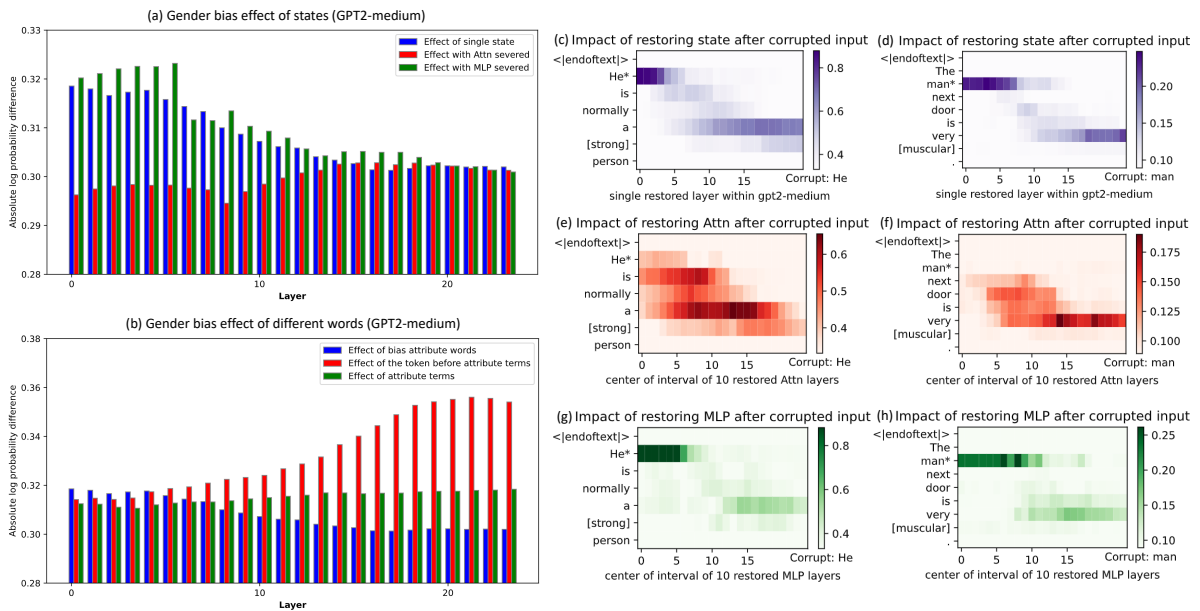 (a) Gender bias effect of states (GPT2-medium)
0.33
0.32
0.31
0.30
0.29
0.28
Absolute log probability difference
Effect of single state
Effect with Attn severed
Effect with MLP severed
0
10
20
Layer
(b) Gender bias effect of different words (GPT2-medium)
0.38
0.36
0.34
0.32
0.30
0.28
Absolute log probability difference
Effect of bias attribute words
Effect of the token before attribute terms
Effect of attribute terms
0
10
20
Layer
(c) Impact of restoring state after corrupted input
<|endoftext|>
He*
is
normally
a
[strong]
person
0
5
10
15
0.8
0.6
0.4
Corrupt: He
single restored layer within gpt2-medium
(d) Impact of restoring state after corrupted input
<|endoftext|>
The
man*
next
door
is
very
[muscular]
.
0
5
10
15
0.20
0.15
0.10
Corrupt: man
single restored layer within gpt2-medium
(e) Impact of restoring Attn after corrupted input
<|endoftext|>
He*
is
normally
a
[strong]
person
0
5
10
15
0.6
0.5
0.4
Corrupt: He
center of interval of 10 restored Attn layers
(f) Impact of restoring Attn after corrupted input
<|endoftext|>
The
man*
next
door
is
very
[muscular]
.
0
5
10
15
0.175
0.150
0.125
0.100
Corrupt: man
center of interval of 10 restored Attn layers
(g) Impact of restoring MLP after corrupted input
<|endoftext|>
He*
is
normally
a
[strong]
person
0
5
10
15
0.8
0.6
0.4
Corrupt: He
center of interval of 10 restored MLP layers
(h) Impact of restoring MLP after corrupted input
<|endoftext|>
The
man*
next
door
is
very
[muscular]
.
0
5
10
15
0.25
0.20
0.15
0.10
Corrupt: man
center of interval of 10 restored MLP layers